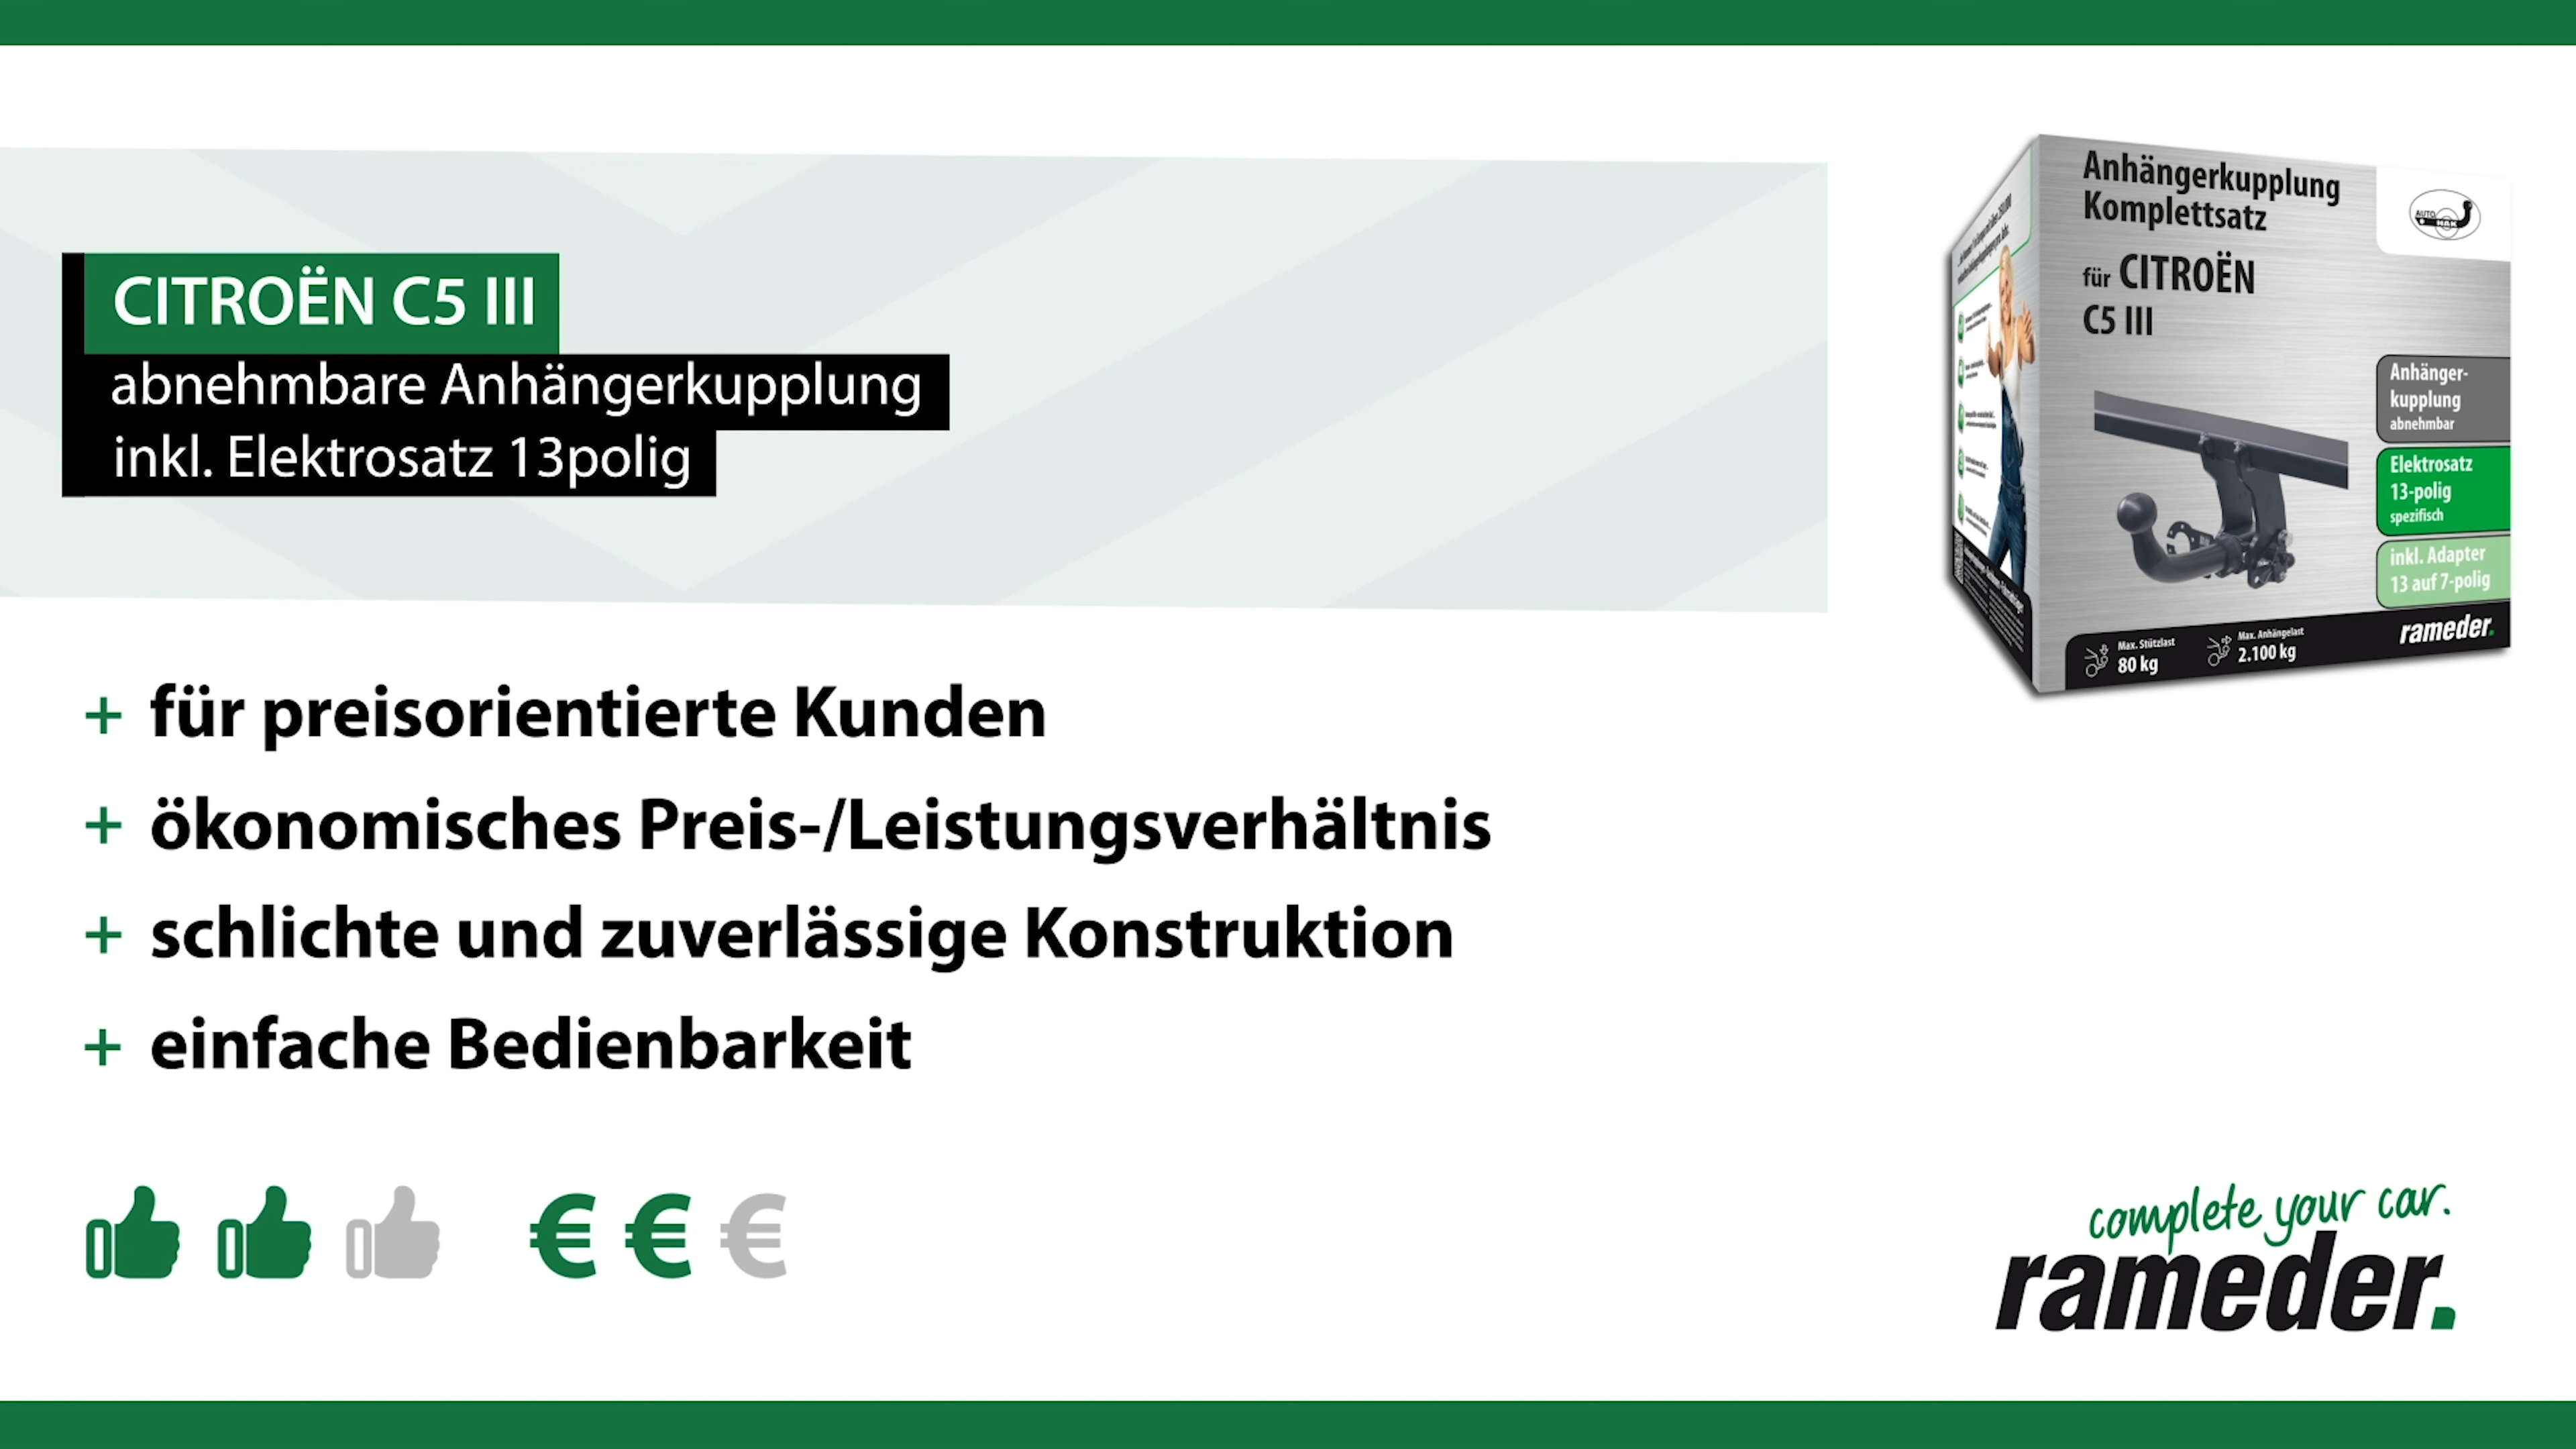 CITROËN C5 III
abnehmbare Anhängerkupplung
inkl. Elektrosatz 13polig
+ für preisorientierte Kunden
+ ökonomisches Preis-/Leistungsverhältnis
+ schlichte und zuverlässige Konstruktion
+ einfache Bedienbarkeit
€ € €
Anhängerkupplung
Komplettsatz
für CITROËN
C5 III
AUTO
HAK
Anhänger-
kupplung
abnehmbar
Elektrosatz
13-polig
spezifisch
inkl. Adapter
13 auf 7-polig
Max. Stützlast
80 kg
Max. Anhängelast
2.100 kg
rameder.
complete your car.
rameder.